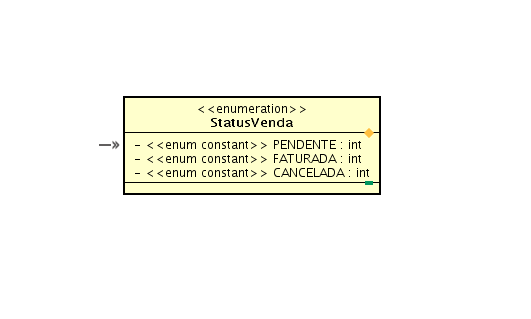 <<enumeration>>
StatusVenda
- <<enum constant>> PENDENTE : int
- <<enum constant>> FATURADA : int
- <<enum constant>> CANCELADA : int